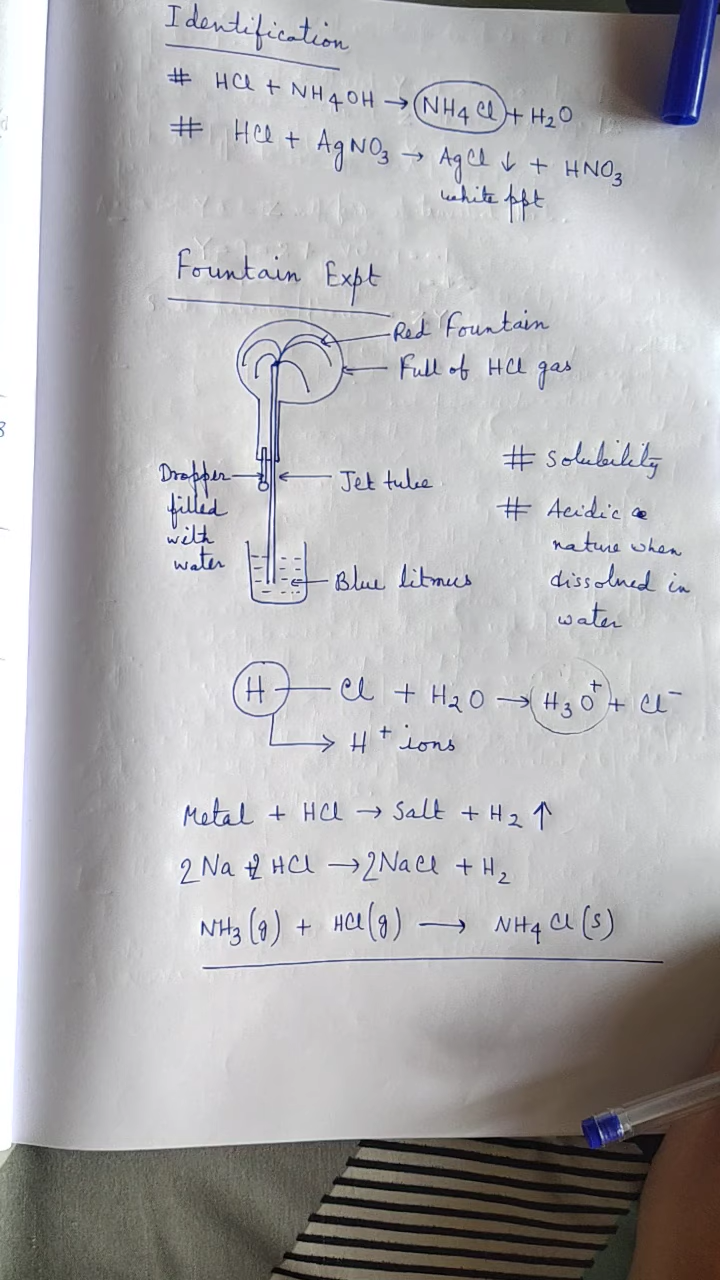 Identification
# HCl + NH4OH → NH4Cl + H2O
# HCl + AgNO3 → AgCl ↓ + HNO3
white ppt
Fountain Expt
Red Fountain
Full of HCl gas
Dropper
filled
with
water
Jet tube
Blue litmus
# Solubility
# Acidic
nature when
dissolved in
water
H — Cl + H2O → H3O+ + Cl-
H+ ions
Metal + HCl → Salt + H2 ↑
2Na + 2HCl → 2NaCl + H2
NH3(g) + HCl(g) → NH4Cl(s)